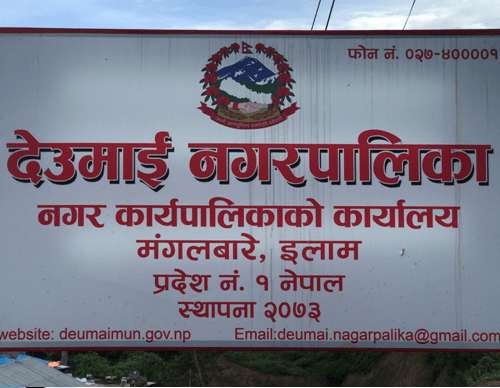 फोन नं. ०२७-४००००१
देउमाई नगरपालिका
नगर कार्यपालिकाको कार्यालय
मंगलबारे, इलाम
प्रदेश नं. १ नेपाल
स्थापना २०७३
website: deumaimun.gov.np Email:deumai.nagarpalika@gmail.com